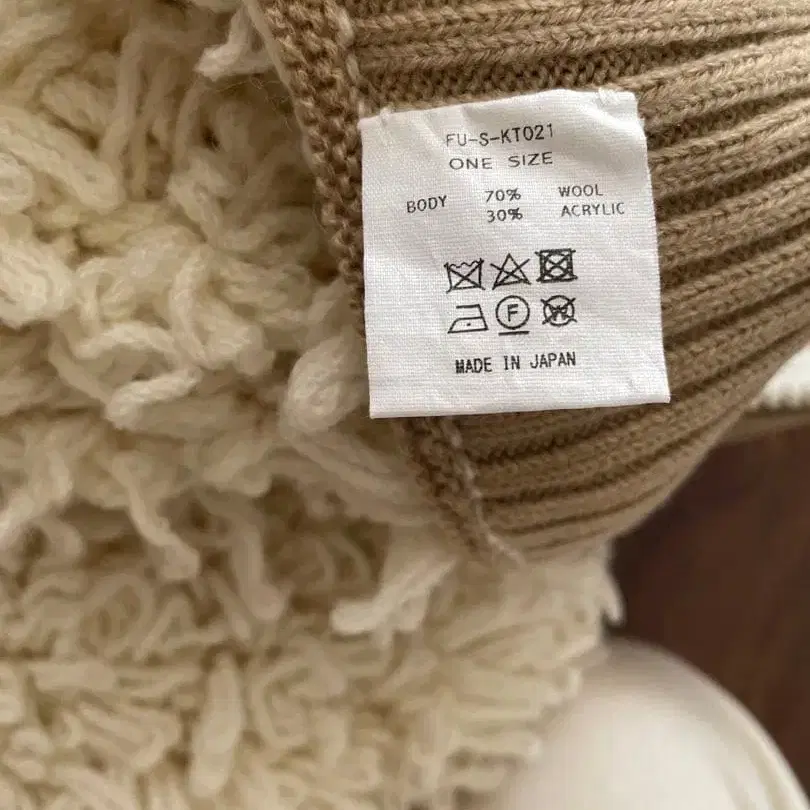 FU-S-KT021
ONE SIZE
BODY 70% WOOL
30% ACRYLIC
F W
MADE IN JAPAN